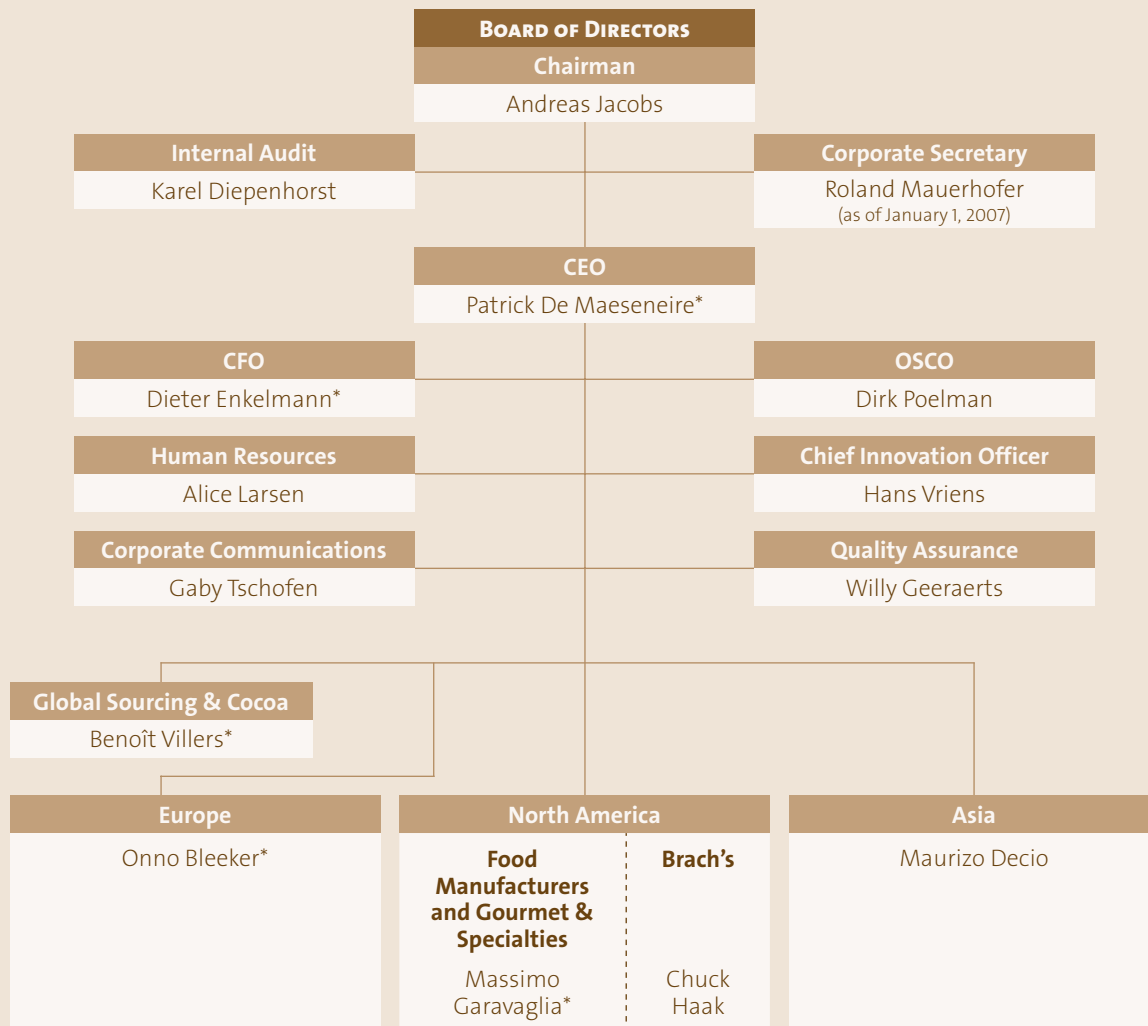 BOARD OF DIRECTORS
Chairman
Andreas Jacobs
Internal Audit
Karel Diepenhorst
Corporate Secretary
Roland Mauerhofer
(as of January 1, 2007)
CEO
Patrick De Maeseneire*
CFO
Dieter Enkelmann*
OSCO
Dirk Poelman
Human Resources
Alice Larsen
Chief Innovation Officer
Hans Vriens
Corporate Communications
Gaby Tschofen
Quality Assurance
Willy Geeraerts
Global Sourcing & Cocoa
Benoît Villers*
Europe
Onno Bleeker*
North America
Food
Manufacturers
and Gourmet &
Specialties
Massimo
Garavaglia*
Brach's
Chuck
Haak
Asia
Maurizo Decio